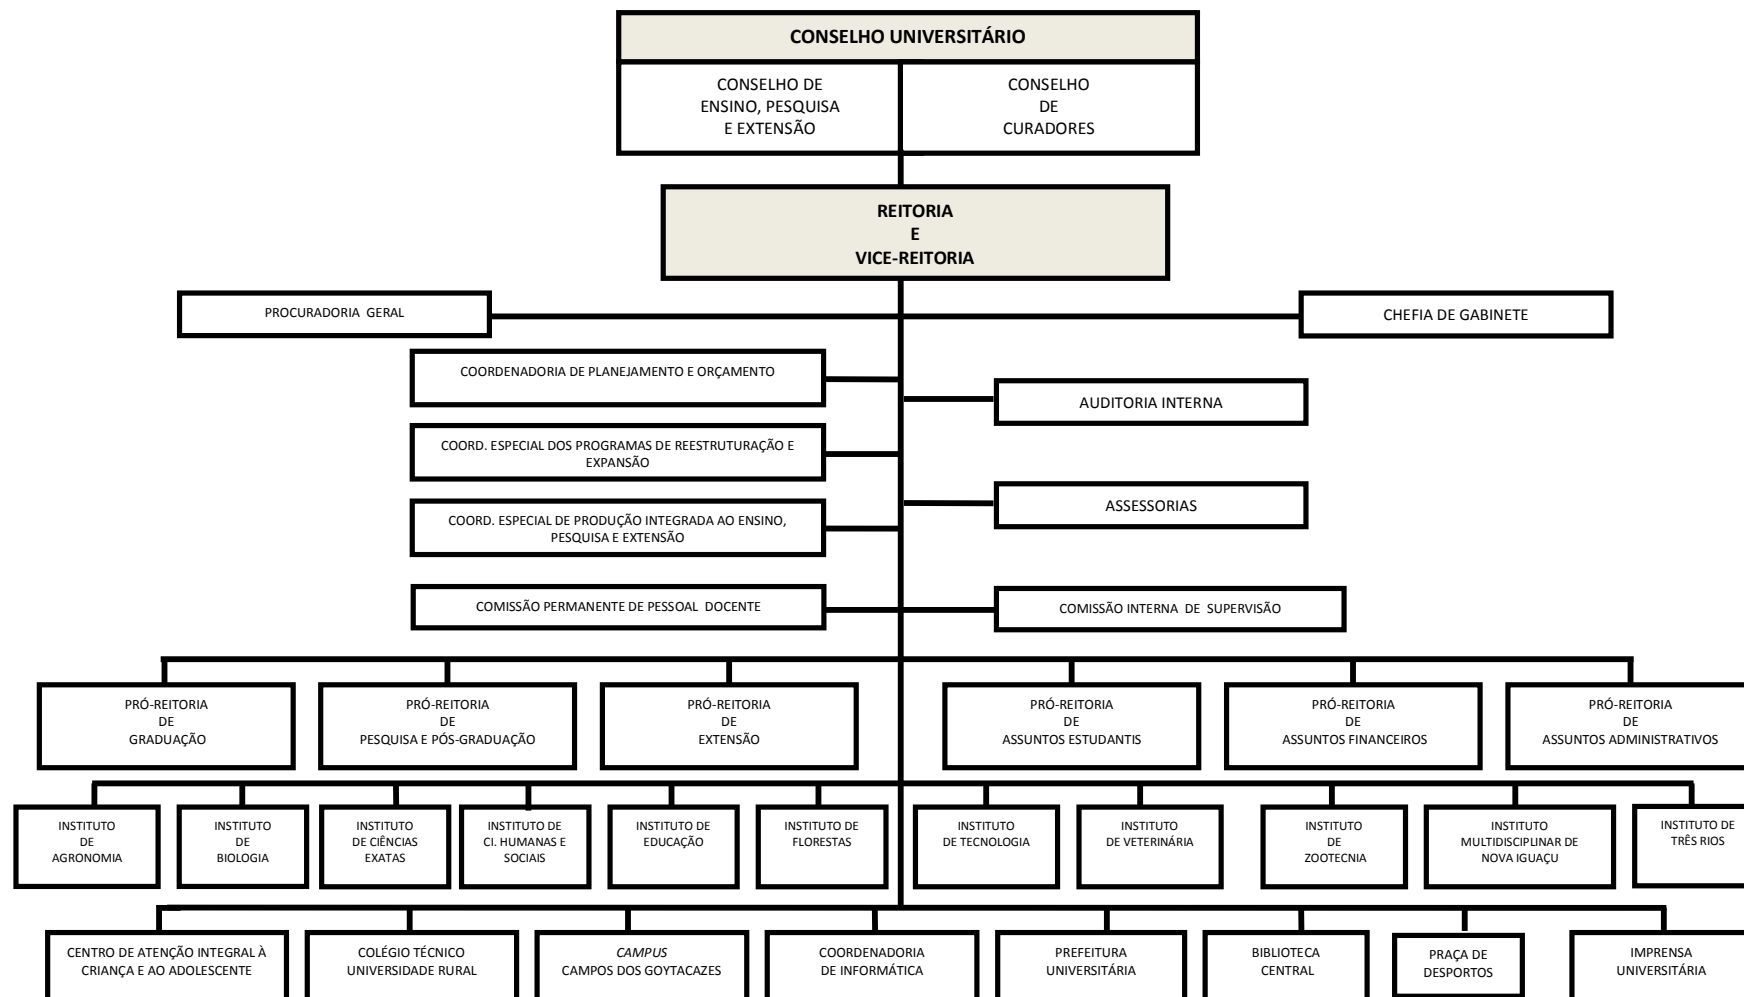 CONSELHO UNIVERSITÁRIO
CONSELHO DE
ENSINO, PESQUISA
E EXTENSÃO
CONSELHO
DE
CURADORES
REITORIA
E
VICE-REITORIA
PROCURADORIA GERAL
CHEFIA DE GABINETE
COORDENADORIA DE PLANEJAMENTO E ORÇAMENTO
AUDITORIA INTERNA
COORD. ESPECIAL DOS PROGRAMAS DE REESTRUTURAÇÃO E
EXPANSÃO
ASSESSORIAS
COORD. ESPECIAL DE PRODUÇÃO INTEGRADA AO ENSINO,
PESQUISA E EXTENSÃO
COMISSÃO PERMANENTE DE PESSOAL DOCENTE
COMISSÃO INTERNA DE SUPERVISÃO
PRÓ-REITORIA
DE
GRADUAÇÃO
PRÓ-REITORIA
DE
PESQUISA E PÓS-GRADUAÇÃO
PRÓ-REITORIA
DE
EXTENSÃO
PRÓ-REITORIA
DE
ASSUNTOS ESTUDANTIS
PRÓ-REITORIA
DE
ASSUNTOS FINANCEIROS
PRÓ-REITORIA
DE
ASSUNTOS ADMINISTRATIVOS
INSTITUTO
DE
AGRONOMIA
INSTITUTO
DE
BIOLOGIA
INSTITUTO
DE CIÊNCIAS
EXATAS
INSTITUTO DE
CI. HUMANAS E
SOCIAIS
INSTITUTO DE
EDUCAÇÃO
INSTITUTO DE
FLORESTAS
INSTITUTO
DE TECNOLOGIA
INSTITUTO
DE VETERINÁRIA
INSTITUTO
DE
ZOOTECNIA
INSTITUTO
MULTIDISCIPLINAR DE
NOVA IGUAÇU
INSTITUTO DE
TRÊS RIOS
CENTRO DE ATENÇÃO INTEGRAL À
CRIANÇA E AO ADOLESCENTE
COLÉGIO TÉCNICO
UNIVERSIDADE RURAL
CAMPUS
CAMPOS DOS GOYTACAZES
COORDENADORIA
DE INFORMÁTICA
PREFEITURA
UNIVERSITÁRIA
BIBLIOTECA
CENTRAL
PRAÇA DE
DESPORTOS
IMPRENSA
UNIVERSITÁRIA